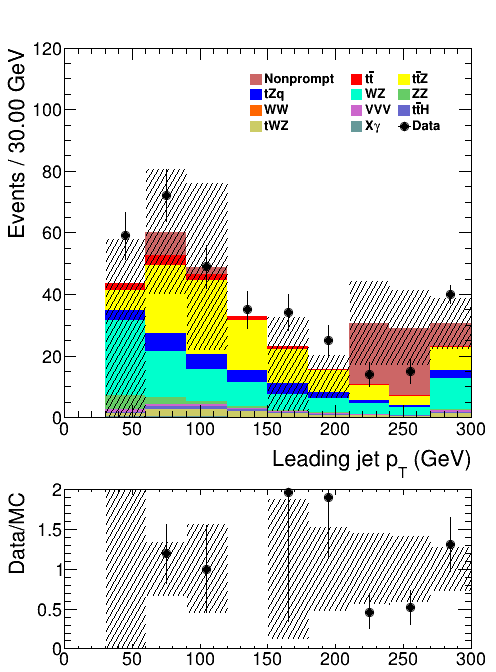 Events / 30.00 GeV
120
100
80
60
40
20
0
Nonprompt tt̄ tt̄Z
tZq WZ ZZ
WW VVV tt̄H
tWZ Xγ Data
0 50 100 150 200 250 300
Leading jet p_T (GeV)
Data/MC
2
1.5
1
0.5
0
0 50 100 150 200 250 300